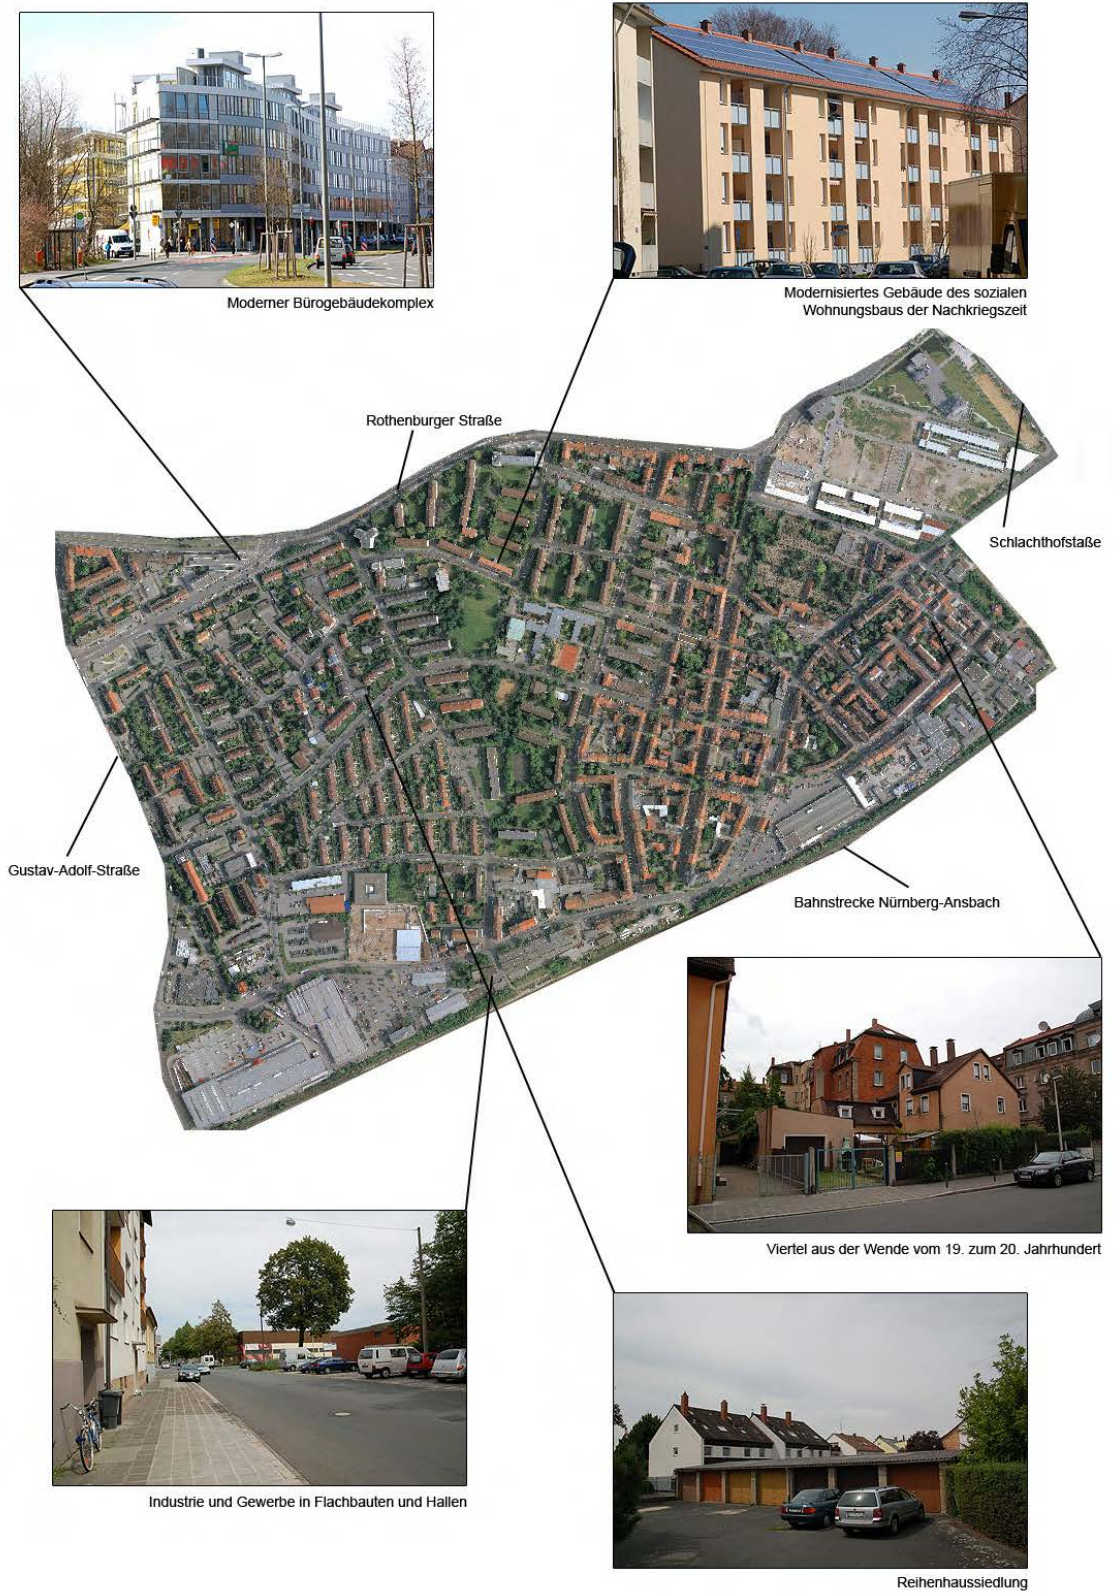 Moderner Bürogebäudekomplex
Modernisiertes Gebäude des sozialen
Wohnungsbaus der Nachkriegszeit
Rothenburger Straße
Schlachthofstaße
Gustav-Adolf-Straße
Bahnstrecke Nürnberg-Ansbach
Viertel aus der Wende vom 19. zum 20. Jahrhundert
Industrie und Gewerbe in Flachbauten und Hallen
Reihenhaussiedlung